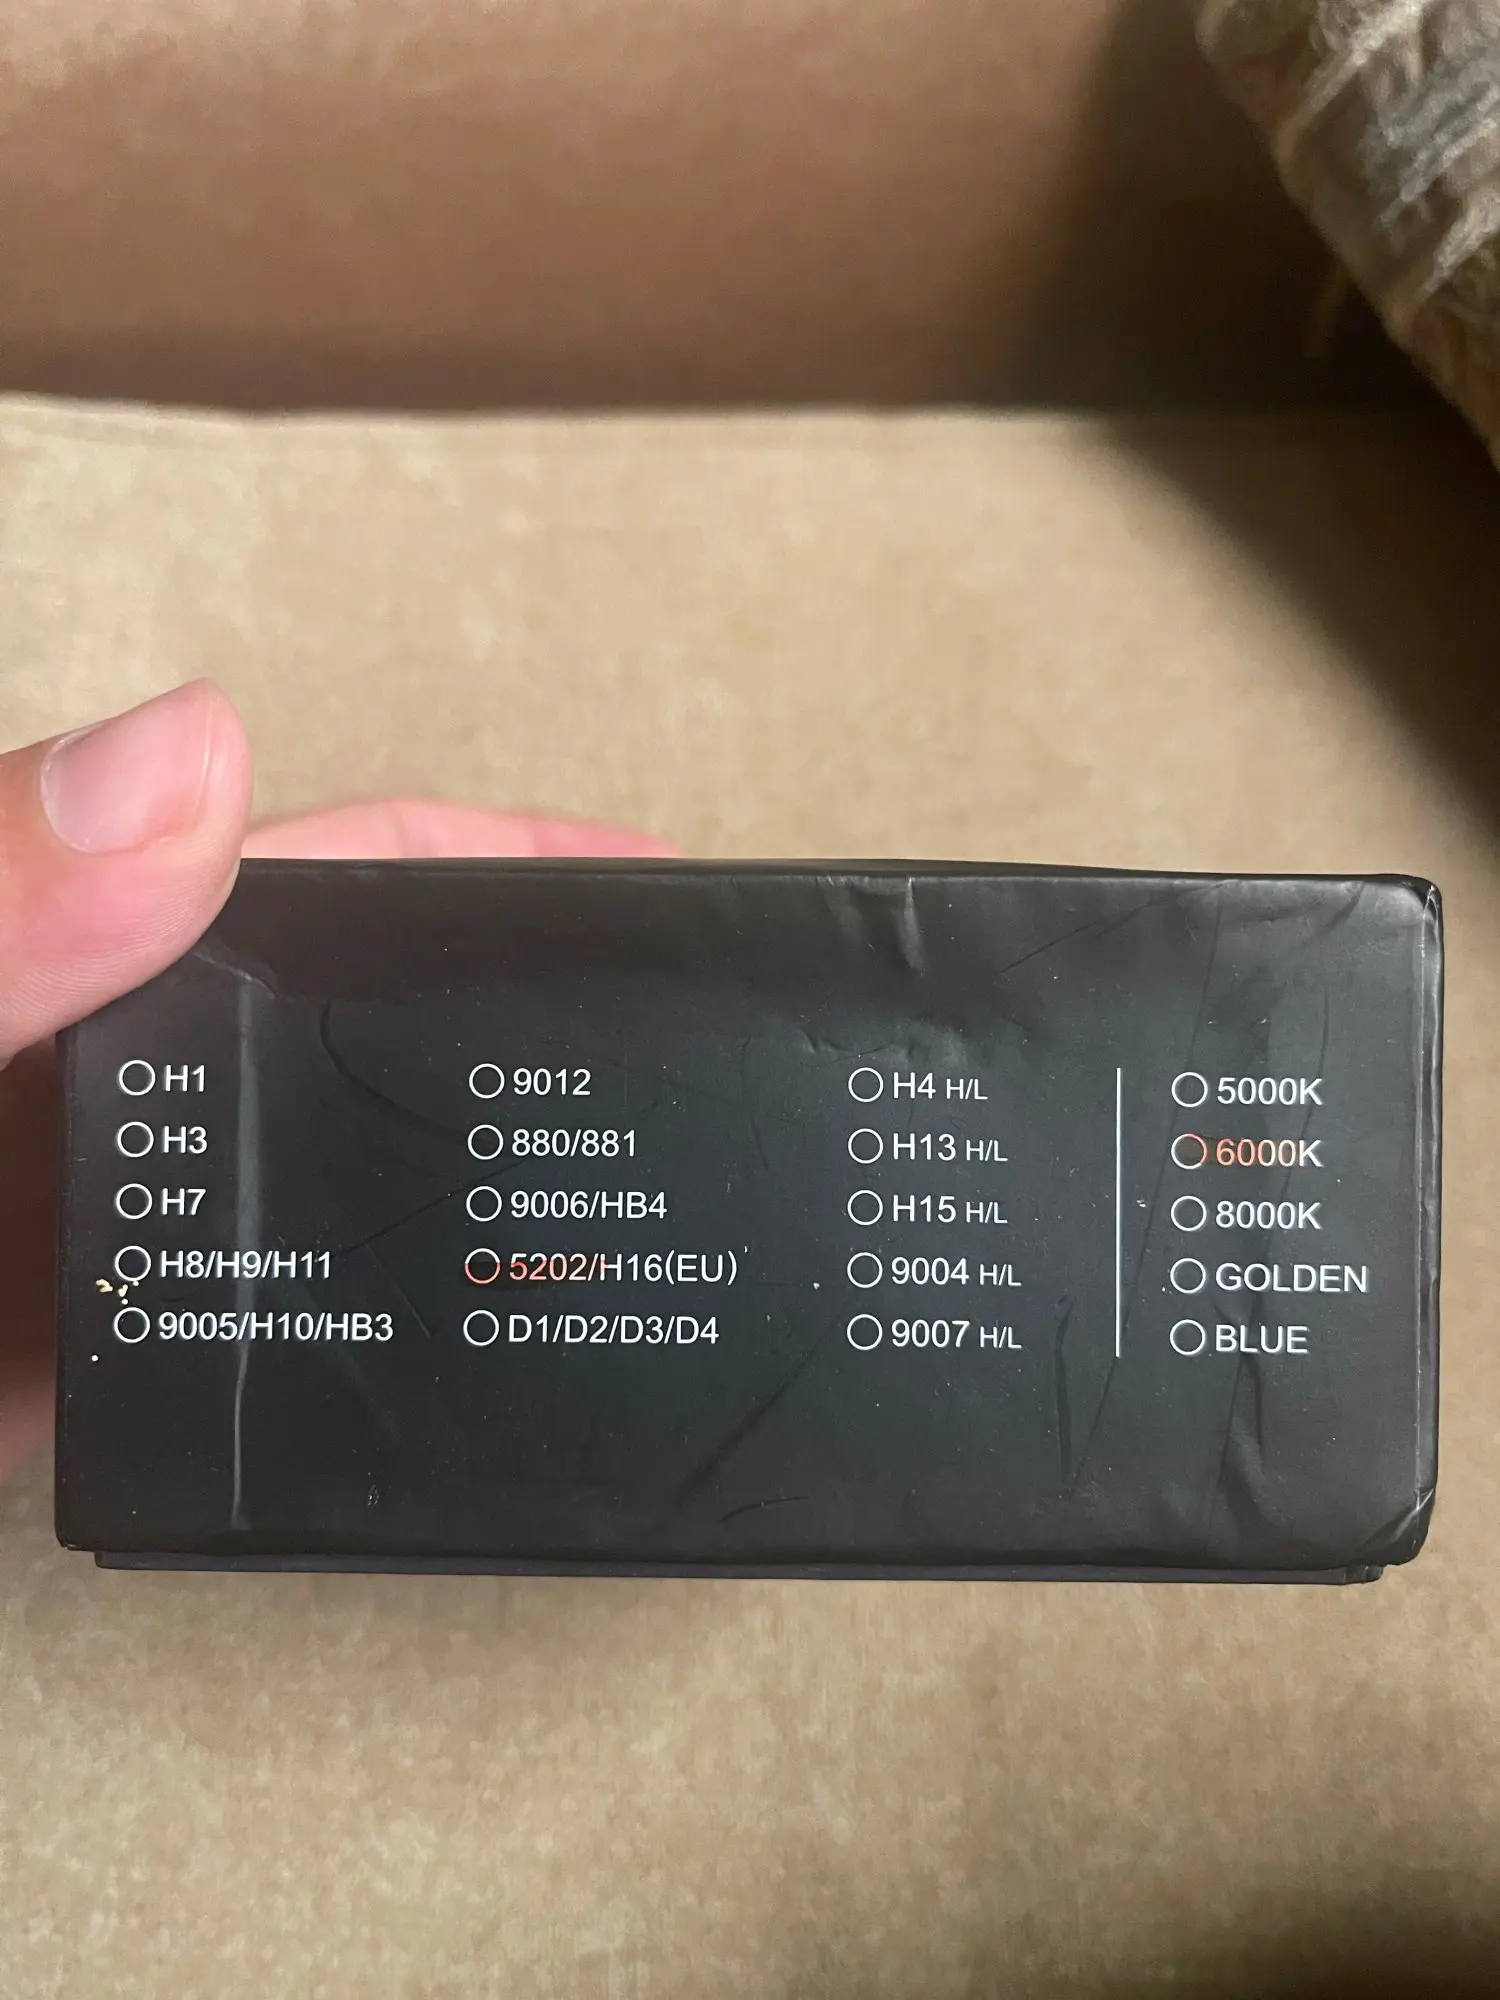 H1
H3
H7
H8/H9/H11
9005/H10/HB3
9012
880/881
9006/HB4
5202/H16(EU)
D1/D2/D3/D4
H4 H/L
H13 H/L
H15 H/L
9004 H/L
9007 H/L
5000K
6000K
8000K
GOLDEN
BLUE